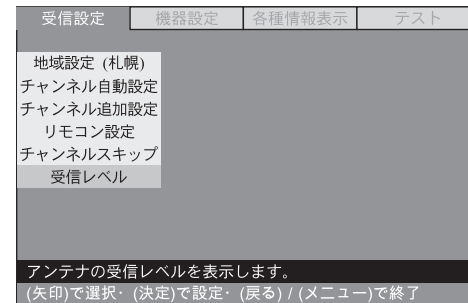 受信設定 機器設定 各種情報表示 テスト
地域設定 (札幌)
チャンネル自動設定
チャンネル追加設定
リモコン設定
チャンネルスキップ
受信レベル
アンテナの受信レベルを表示します。
(矢印)で選択・ (決定)で設定・ (戻る) / (メニュー)で終了